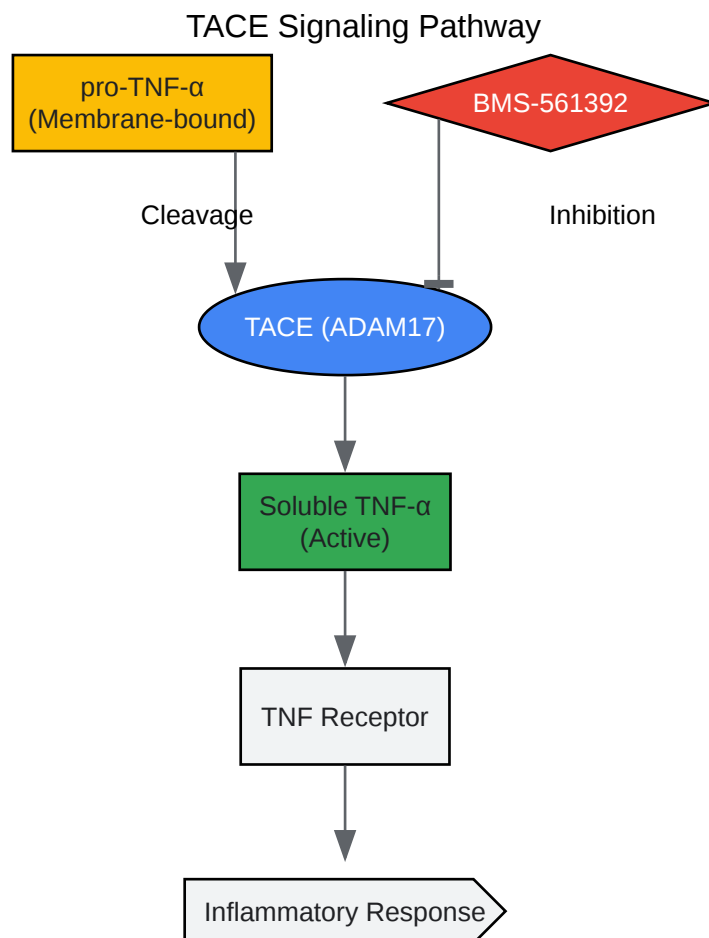 TACE Signaling Pathway
pro-TNF-α
(Membrane-bound)
BMS-561392
Cleavage
Inhibition
TACE (ADAM17)
Soluble TNF-α
(Active)
TNF Receptor
Inflammatory Response